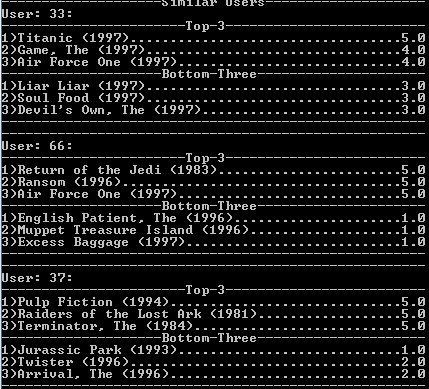 Similar Users
User: 33:
Top-3
1)Titanic (1997)..................................5.0
2)Game, The (1997)................................4.0
3)Air Force One (1997)............................4.0
Bottom-Three
1)Liar Liar (1997)................................3.0
2)Soul Food (1997)................................3.0
3)Devil's Own, The (1997).........................3.0
User: 66:
Top-3
1)Return of the Jedi (1983).......................5.0
2)Ransom (1996)...................................5.0
3)Air Force One (1997)............................5.0
Bottom-Three
1)English Patient, The (1996).....................1.0
2)Muppet Treasure Island (1996)...................1.0
3)Excess Baggage (1997)...........................1.0
User: 37:
Top-3
1)Pulp Fiction (1994).............................5.0
2)Raiders of the Lost Ark (1981)..................5.0
3)Terminator, The (1984)..........................5.0
Bottom-Three
1)Jurassic Park (1993)............................1.0
2)Twister (1996)..................................2.0
3)Arrival, The (1996).............................2.0